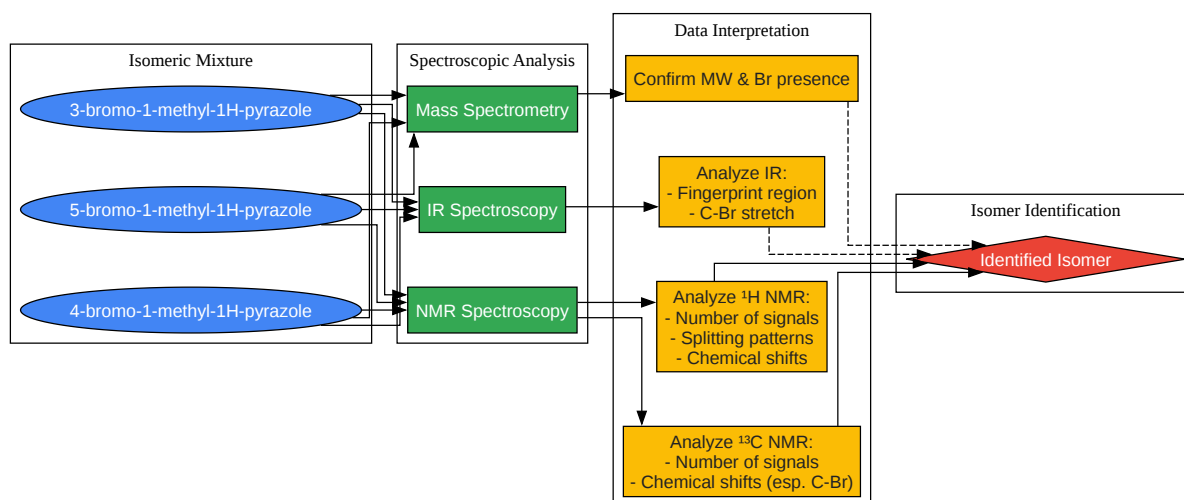 Isomeric Mixture
3-bromo-1-methyl-1H-pyrazole
5-bromo-1-methyl-1H-pyrazole
4-bromo-1-methyl-1H-pyrazole
Spectroscopic Analysis
Mass Spectrometry
IR Spectroscopy
NMR Spectroscopy
Data Interpretation
Confirm MW & Br presence
Analyze IR:
- Fingerprint region
- C-Br stretch
Analyze ¹H NMR:
- Number of signals
- Splitting patterns
- Chemical shifts
Analyze ¹³C NMR:
- Number of signals
- Chemical shifts (esp. C-Br)
Isomer Identification
Identified Isomer